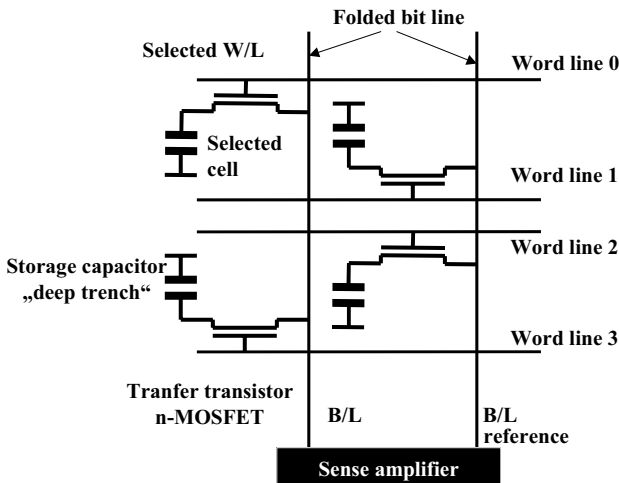 Folded bit line
Selected W/L
Word line 0
Selected
cell
Word line 1
Storage capacitor
„deep trench“
Word line 2
Word line 3
Tranfer transistor
n-MOSFET
B/L
B/L
reference
Sense amplifier